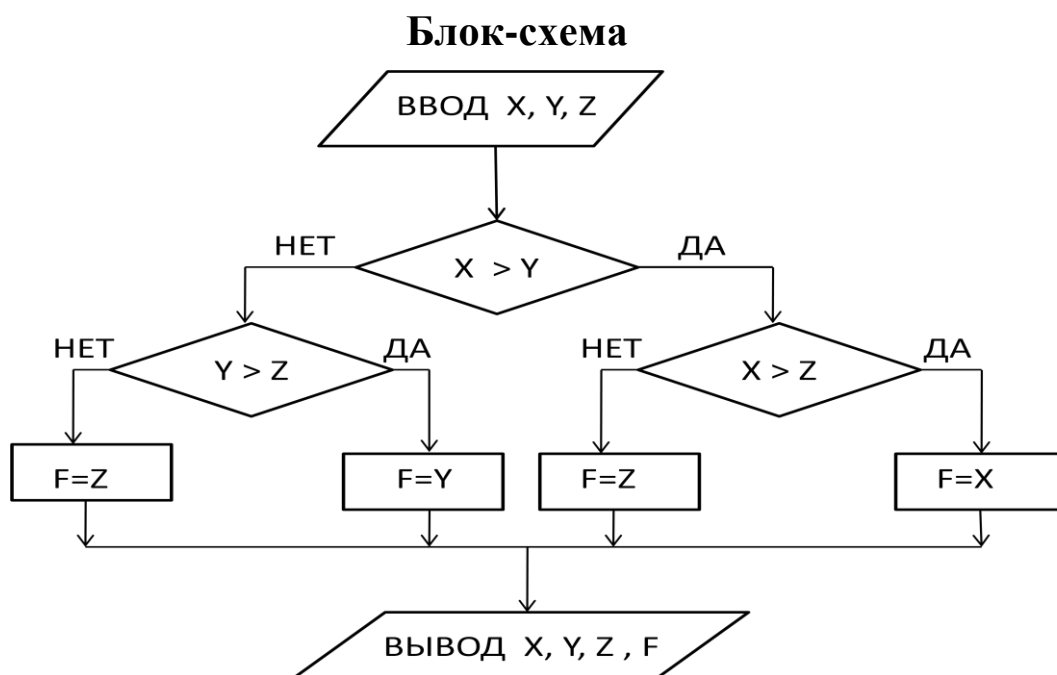 Блок-схема
ВВОД X, Y, Z
НЕТ
ДА
X > Y
НЕТ
ДА
НЕТ
ДА
Y > Z
X > Z
F=Z
F=Y
F=Z
F=X
ВЫВОД X, Y, Z , F